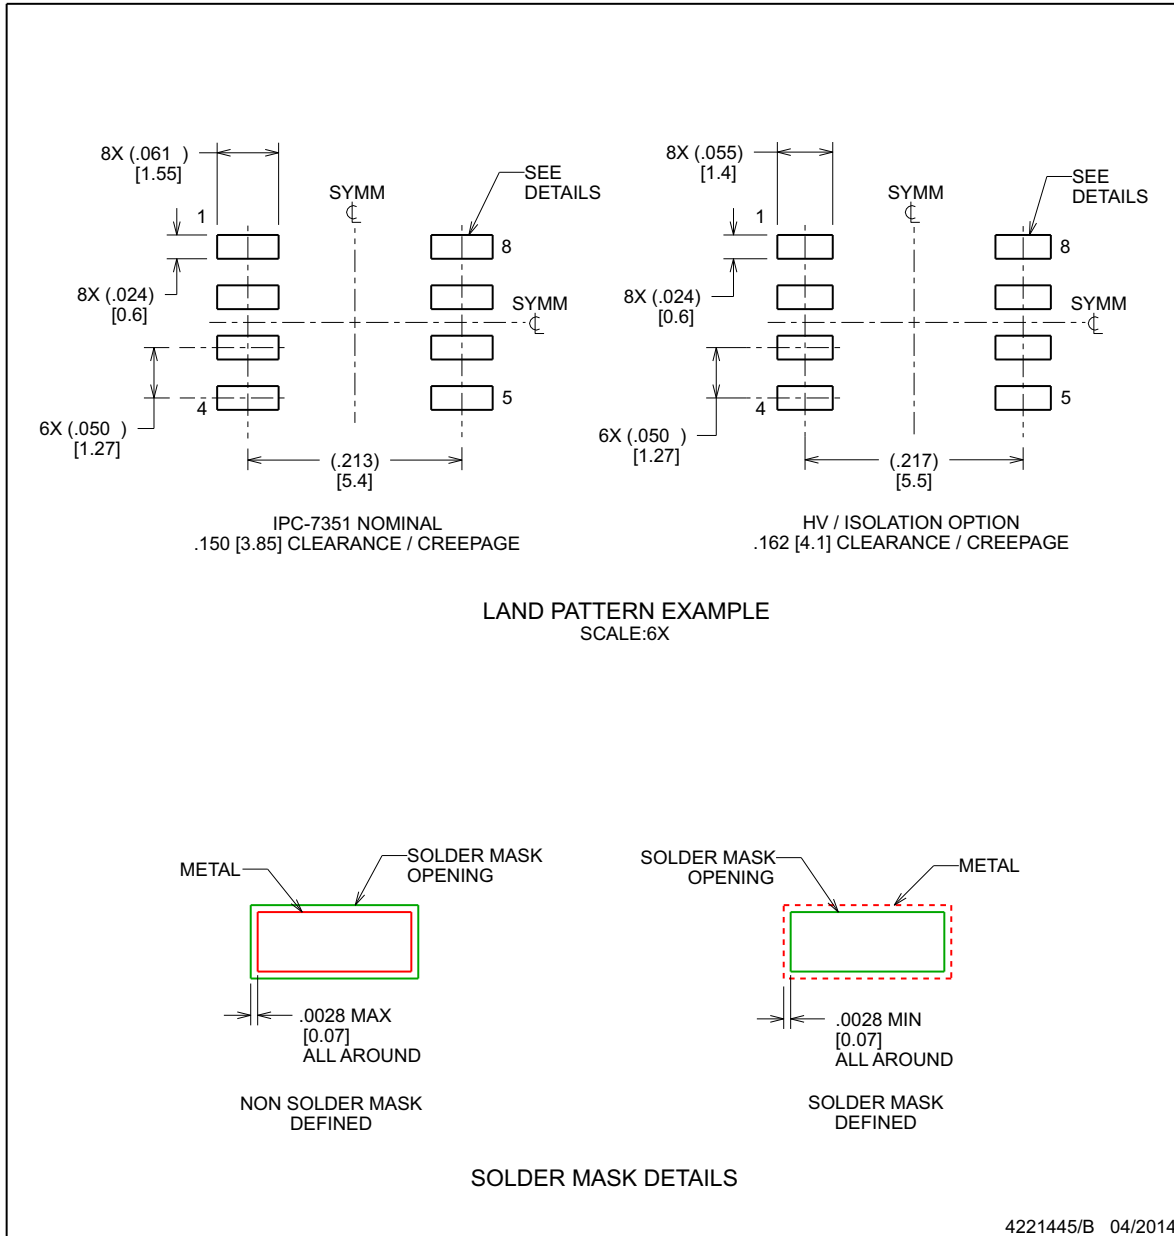 8X (.061 )
[1.55]
SYMM
SEE
DETAILS
1
8
8X (.024)
[0.6]
SYMM
4
5
6X (.050 )
[1.27]
(.213)
[5.4]
IPC-7351 NOMINAL
.150 [3.85] CLEARANCE / CREEPAGE
8X (.055)
[1.4]
SYMM
SEE
DETAILS
1
8
8X (.024)
[0.6]
SYMM
4
5
6X (.050 )
[1.27]
(.217)
[5.5]
HV / ISOLATION OPTION
.162 [4.1] CLEARANCE / CREEPAGE
LAND PATTERN EXAMPLE
SCALE:6X
METAL
SOLDER MASK
OPENING
.0028 MAX
[0.07]
ALL AROUND
NON SOLDER MASK
DEFINED
SOLDER MASK
OPENING
METAL
.0028 MIN
[0.07]
ALL AROUND
SOLDER MASK
DEFINED
SOLDER MASK DETAILS
4221445/B 04/2014